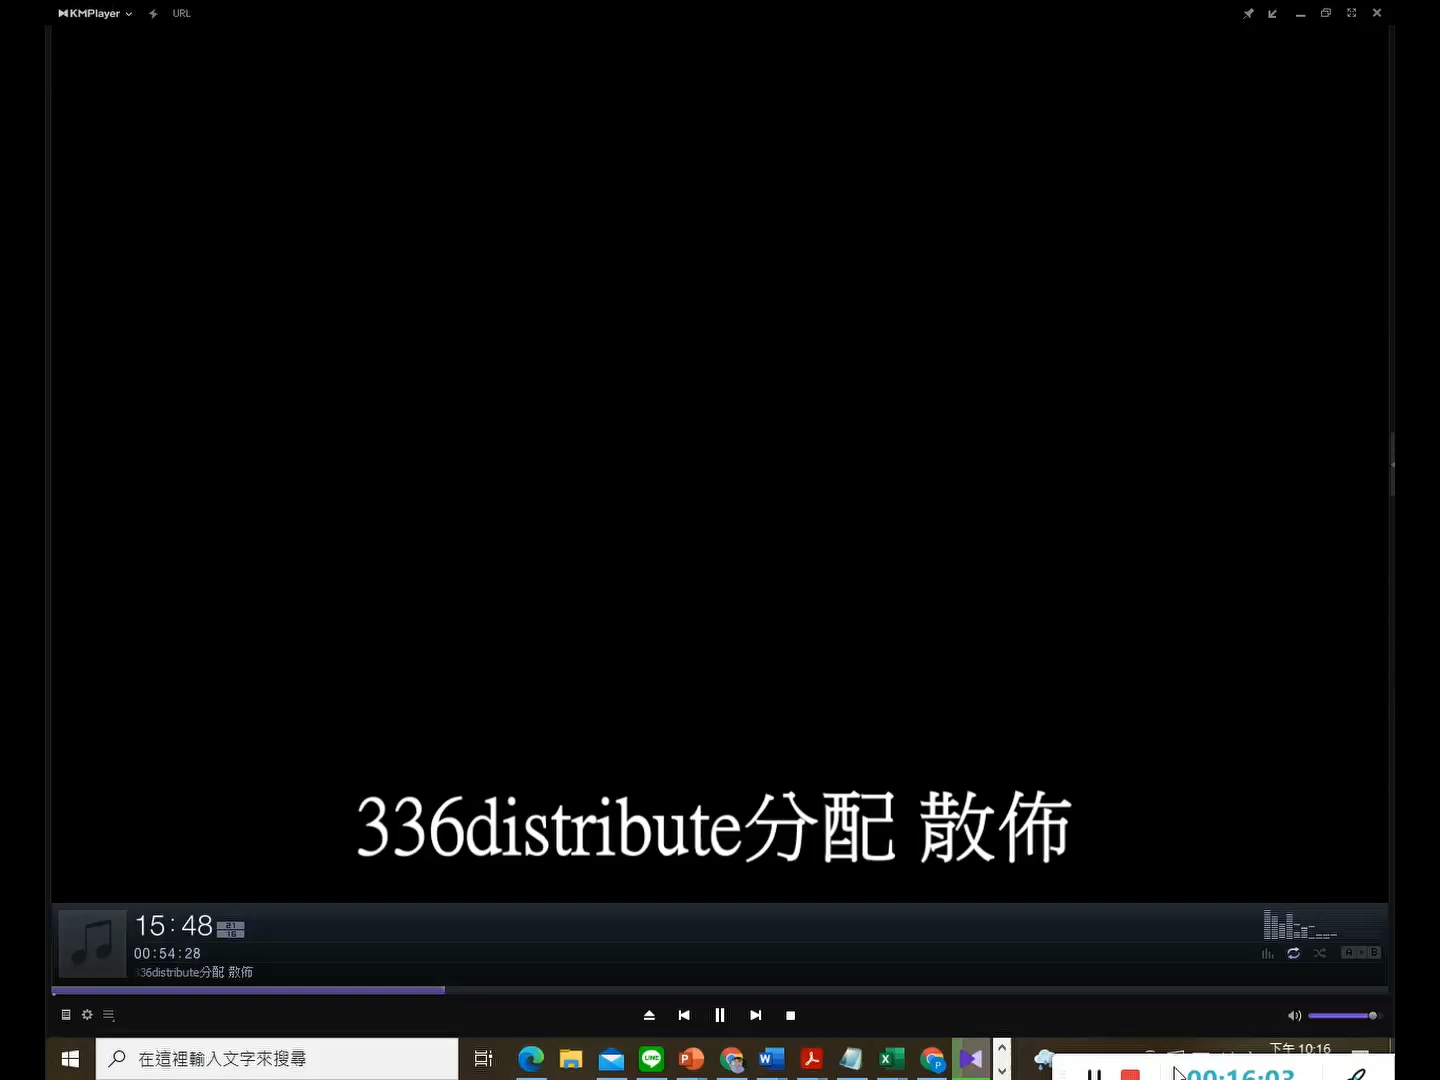 KMPlayer URL
336distribute分配 散佈
15:48
00:54:28
336distribute分配 散佈
A B
在這裡輸入文字來搜尋
下午 10:16
00:16:03